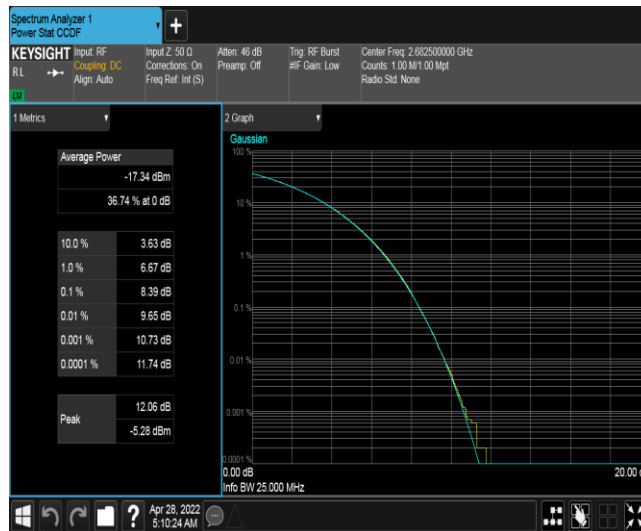 Spectrum Analyzer 1
Power Stat CCDF
+
KEYSIGHT
RL
Input: RF
Coupling: DC
Align: Auto
Input Z: 50 Ω
Corrections: On
Freq Ref: Int (S)
Atten: 46 dB
Preamp: Off
Trig: RF Burst
#IF Gain: Low
Center Freq: 2.682500000 GHz
Counts: 1.00 M/1.00 Mpt
Radio Std: None
1 Metrics
Average Power
-17.34 dBm
36.74 % at 0 dB
10.0 % 3.63 dB
1.0 % 6.67 dB
0.1 % 8.39 dB
0.01 % 9.65 dB
0.001 % 10.73 dB
0.0001 % 11.74 dB
Peak
12.06 dB
-5.28 dBm
2 Graph
Gaussian
100 %
10 %
1 %
0.1 %
0.01 %
0.001 %
0.0001 %
0.00 dB
20.00
Info BW 25.000 MHz
?
Apr 28, 2022
5:10:24 AM